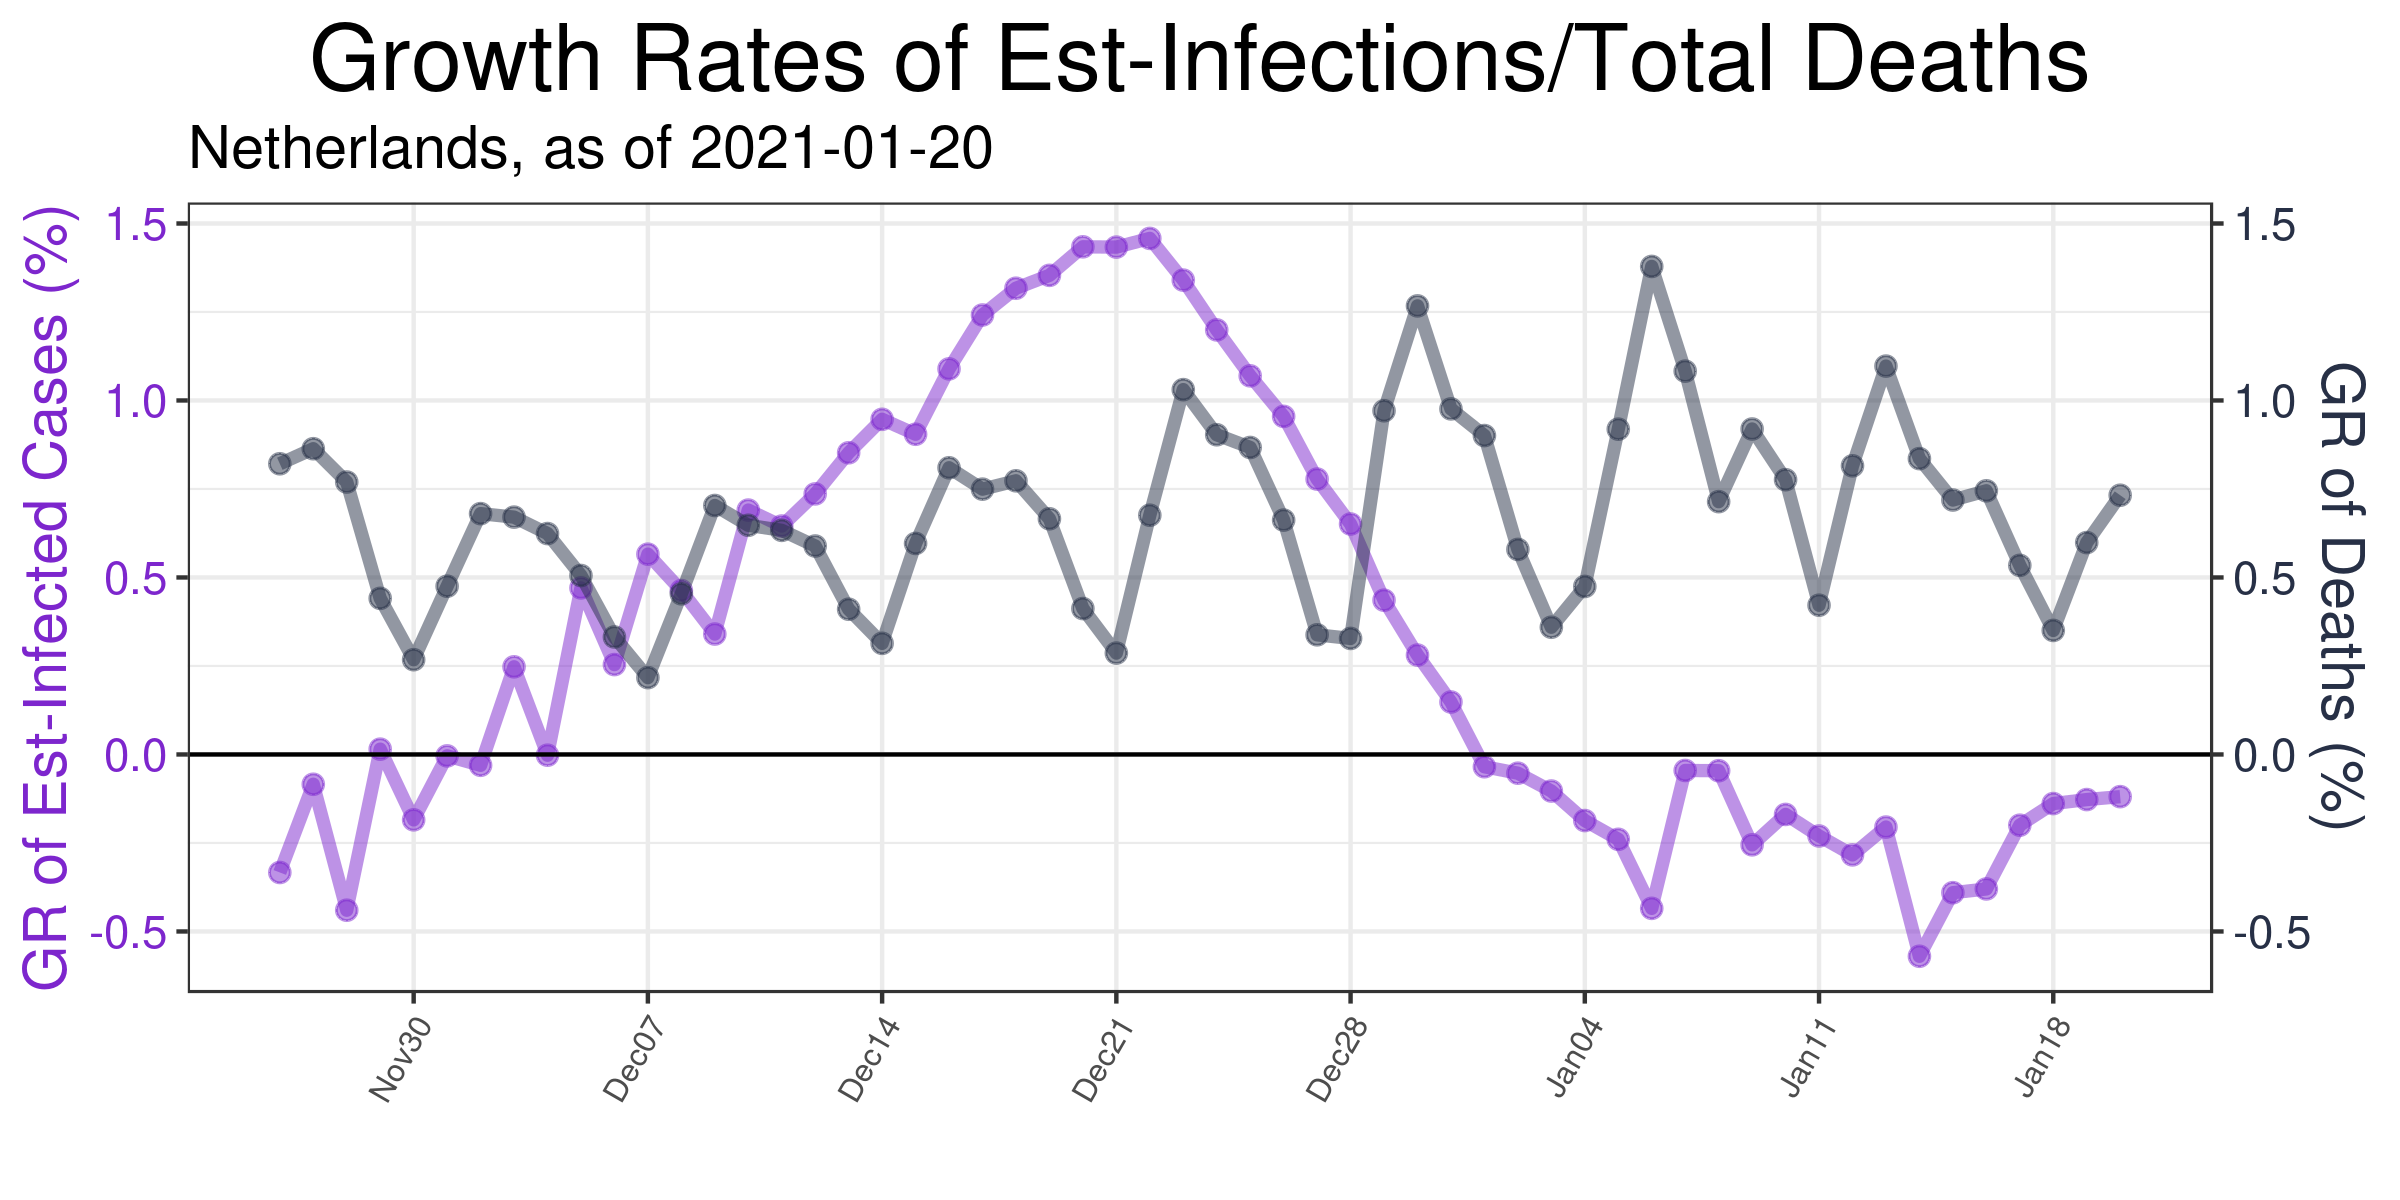 Growth Rates of Est-Infections/Total Deaths
Netherlands, as of 2021-01-20
GR of Est-Infected Cases (%)
1.5
1.0
0.5
0.0
-0.5
1.5
1.0
0.5
0.0
-0.5
GR of Deaths (%)
Nov30
Dec07
Dec14
Dec21
Dec28
Jan04
Jan11
Jan18